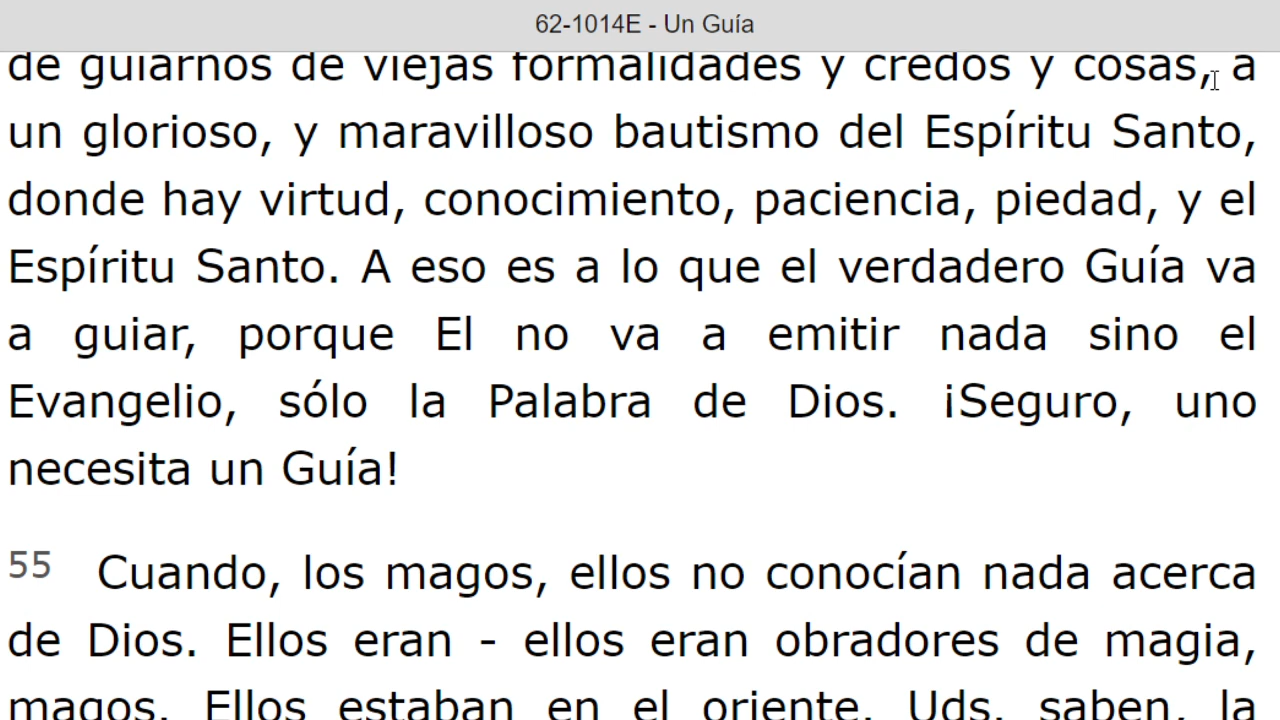 62-1014E - Un Guía
de guiarnos de viejas formalidades y credos y cosas, a
un glorioso, y maravilloso bautismo del Espíritu Santo,
donde hay virtud, conocimiento, paciencia, piedad, y el
Espíritu Santo. A eso es a lo que el verdadero Guía va
a guiar, porque El no va a emitir nada sino el
Evangelio, sólo la Palabra de Dios. ¡Seguro, uno
necesita un Guía!
55 Cuando, los magos, ellos no conocían nada acerca
de Dios. Ellos eran - ellos eran obradores de magia,
magos. Ellos estaban en el oriente. Uds. saben, la